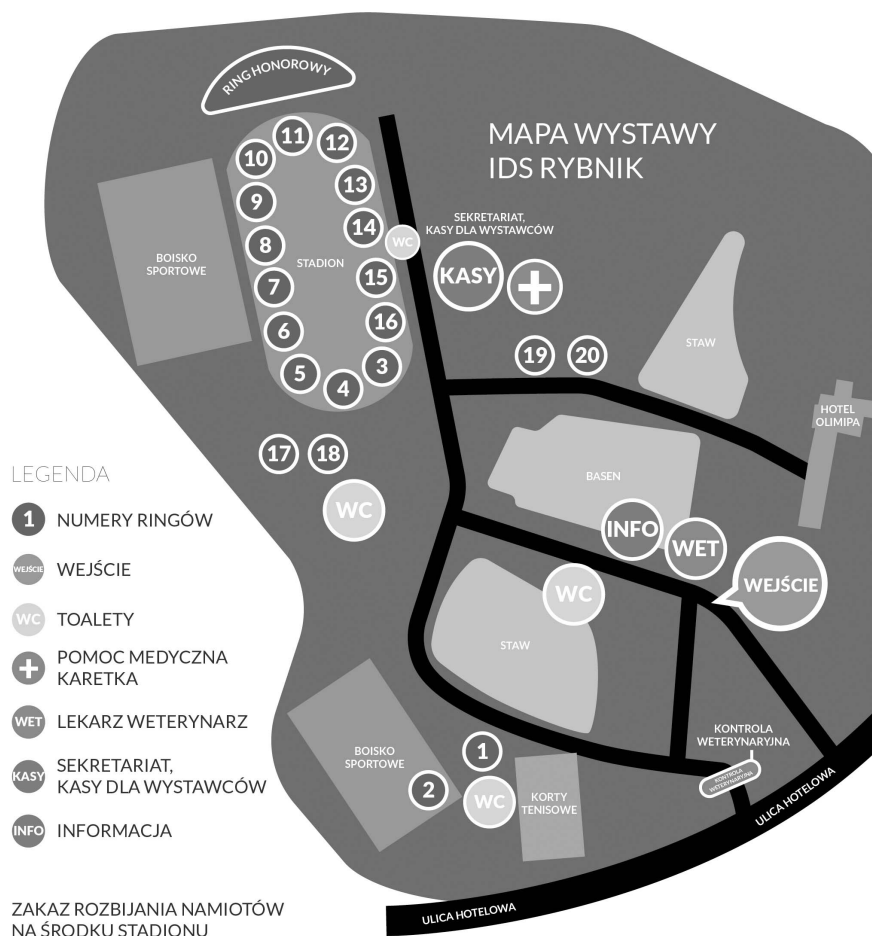 RING HONOROWY
MAPA WYSTAWY
IDS RYBNIK
11
12
10
13
9
14
8
15
7
16
6
3
5
4
STADION
BOISKO
SPORTOWE
WC
SEKRETARIAT,
KASY DLA WYSTAWCÓW
KASY
19
20
STAW
HOTEL
OLIMIPA
17
18
WC
BASEN
INFO
WET
WEJŚCIE
WC
STAW
BOISKO
SPORTOWE
1
2
WC
KORTY
TENISOWE
KONTROLA
WETERYNARYJNA
KONTROLA
WETERYNARYJNA
ULICA HOTELOWA
ULICA HOTELOWA
LEGENDA
1 NUMERY RINGÓW
WEJŚCIE WEJŚCIE
WC TOALETY
POMOC MEDYCZNA
KARETKA
WET LEKARZ WETERYNARZ
KASY SEKRETARIAT,
KASY DLA WYSTAWCÓW
INFO INFORMACJA
ZAKAZ ROZBIJANIA NAMIOTÓW
NA ŚRODKU STADIONU